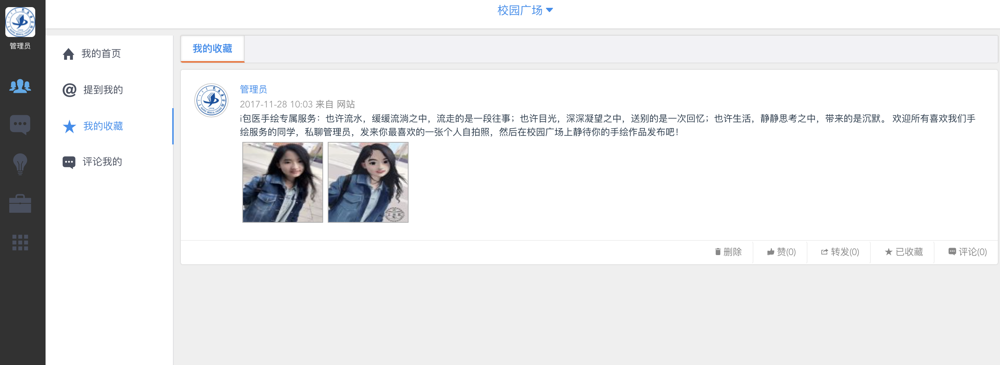 校园广场
管理员
我的首页
提到我的
我的收藏
评论我的
我的收藏
管理员
2017-11-28 10:03 来自 网站
i包医手绘专属服务：也许流水，缓缓流淌之中，流走的是一段往事；也许目光，深深凝望之中，送别的是一次回忆；也许生活，静静思考之中，带来的是沉默。 欢迎所有喜欢我们手
绘服务的同学，私聊管理员，发来你最喜欢的一张个人自拍照，然后在校园广场上静待你的手绘作品发布吧！
删除 赞(0) 转发(0) 已收藏 评论(0)